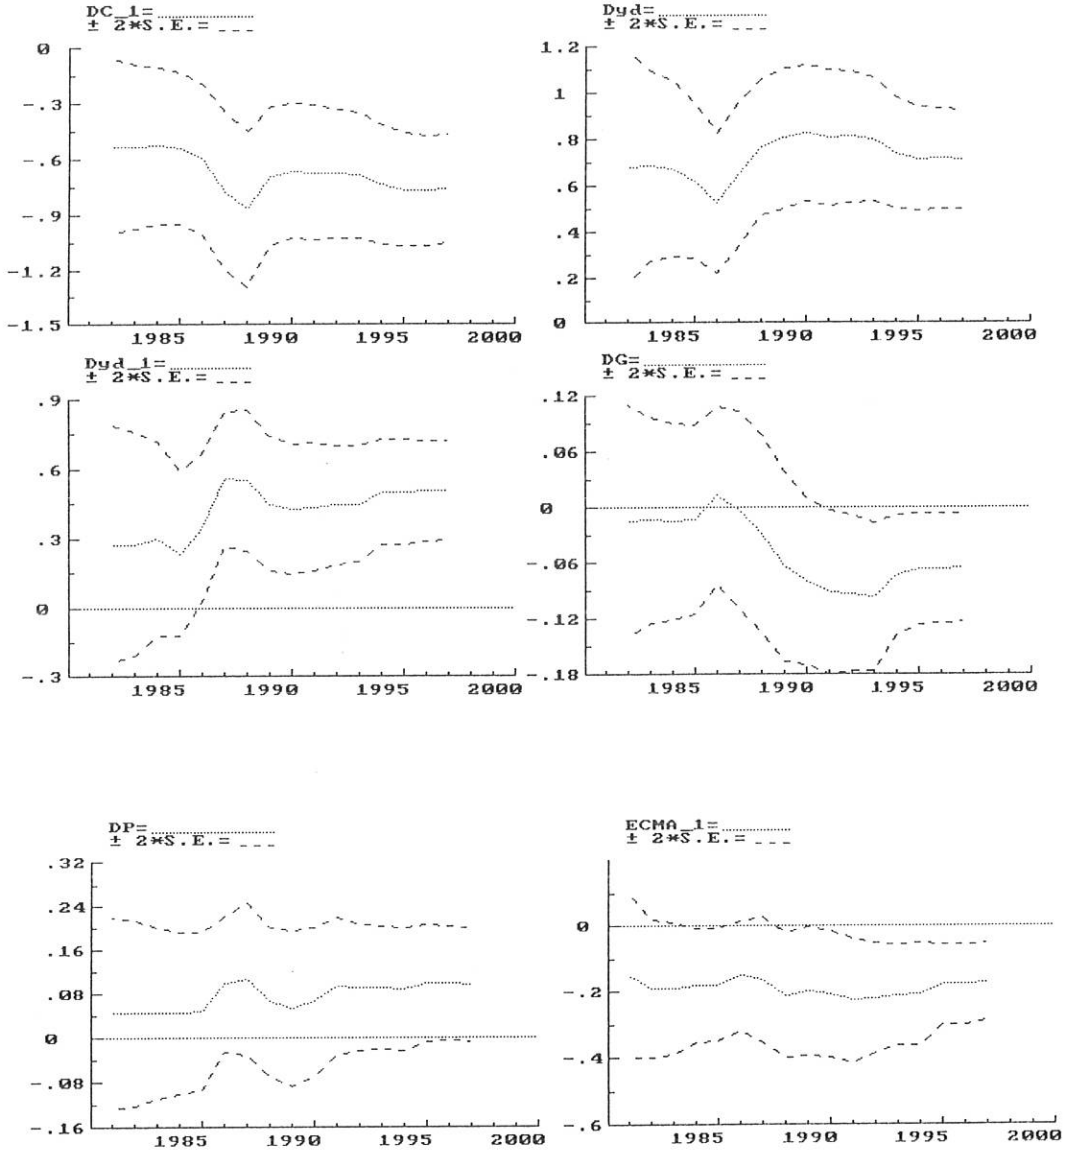 DC_1=
± 2*S.E.=
0
-.3
-.6
-.9
-1.2
-1.5
1985 1990 1995 2000
Dyd=
± 2*S.E.=
1.2
1
.8
.6
.4
.2
0
1985 1990 1995 2000
Dyd_1=
± 2*S.E.=
.9
.6
.3
0
-.3
1985 1990 1995 2000
DG=
± 2*S.E.=
.12
.06
0
-.06
-.12
-.18
1985 1990 1995 2000
DP=
± 2*S.E.=
.32
.24
.16
.08
0
-.08
-.16
1985 1990 1995 2000
ECMA_1=
± 2*S.E.=
0
-.2
-.4
-.6
1985 1990 1995 2000